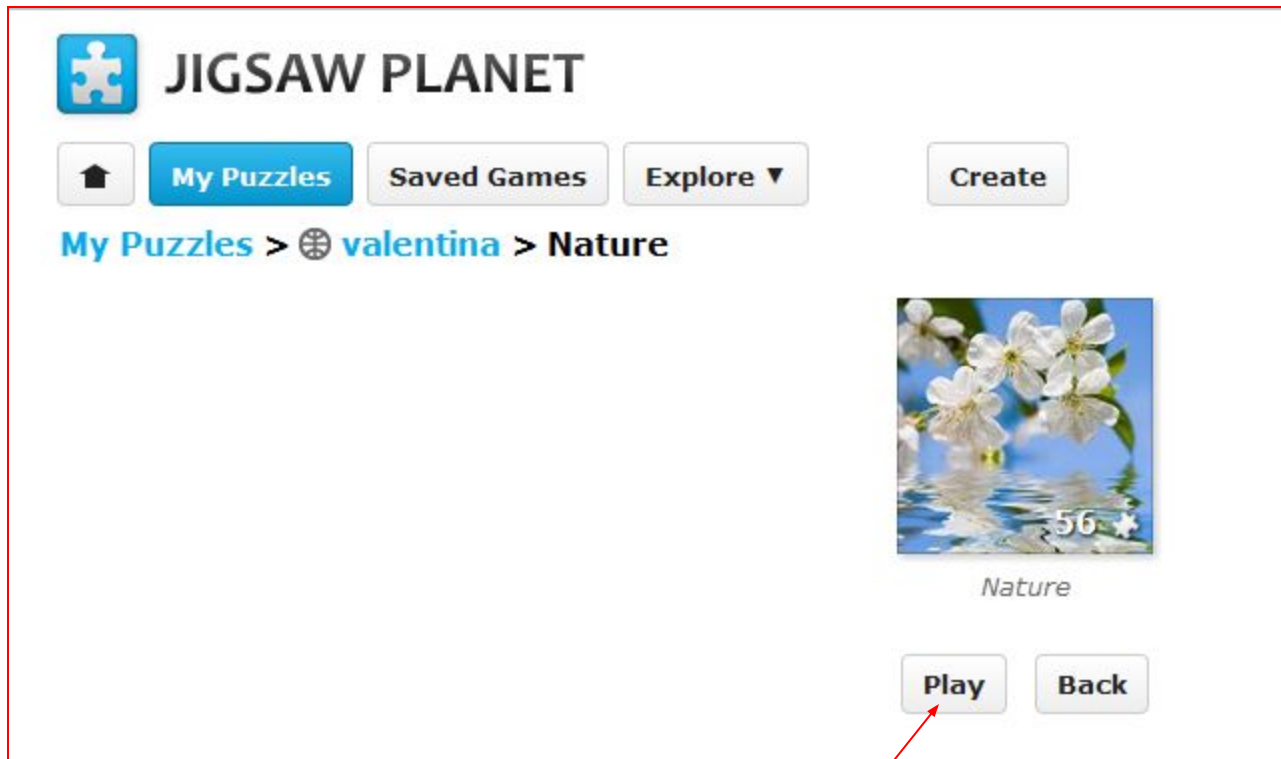 JIGSAW PLANET
My Puzzles Saved Games Explore ▼ Create
My Puzzles > valentina > Nature
56
Nature
Play Back